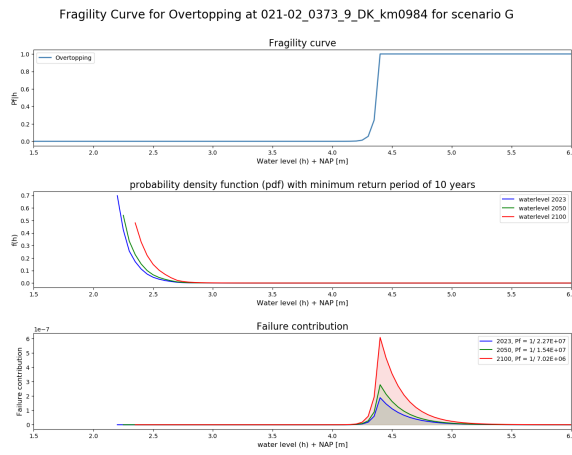 Fragility Curve for Overtopping at 021-02_0373_9_DK_km0984 for scenario G
Fragility curve
1.0
0.8
0.6
0.4
0.2
0.0
Pf|h
Overtopping
1.5 2.0 2.5 3.0 3.5 4.0 4.5 5.0 5.5 6.
Water level (h) + NAP [m]
probability density function (pdf) with minimum return period of 10 years
0.7
0.6
0.5
0.4
0.3
0.2
0.1
0.0
f(h)
waterlevel 2023
waterlevel 2050
waterlevel 2100
1.5 2.0 2.5 3.0 3.5 4.0 4.5 5.0 5.5 6.
Water level (h) + NAP [m]
Failure contribution
1e-7
6
5
4
3
2
1
0
Failure contribution
2023, Pf = 1/ 2.27E+07
2050, Pf = 1/ 1.54E+07
2100, Pf = 1/ 7.02E+06
1.5 2.0 2.5 3.0 3.5 4.0 4.5 5.0 5.5 6.
water level (h) + NAP [m]